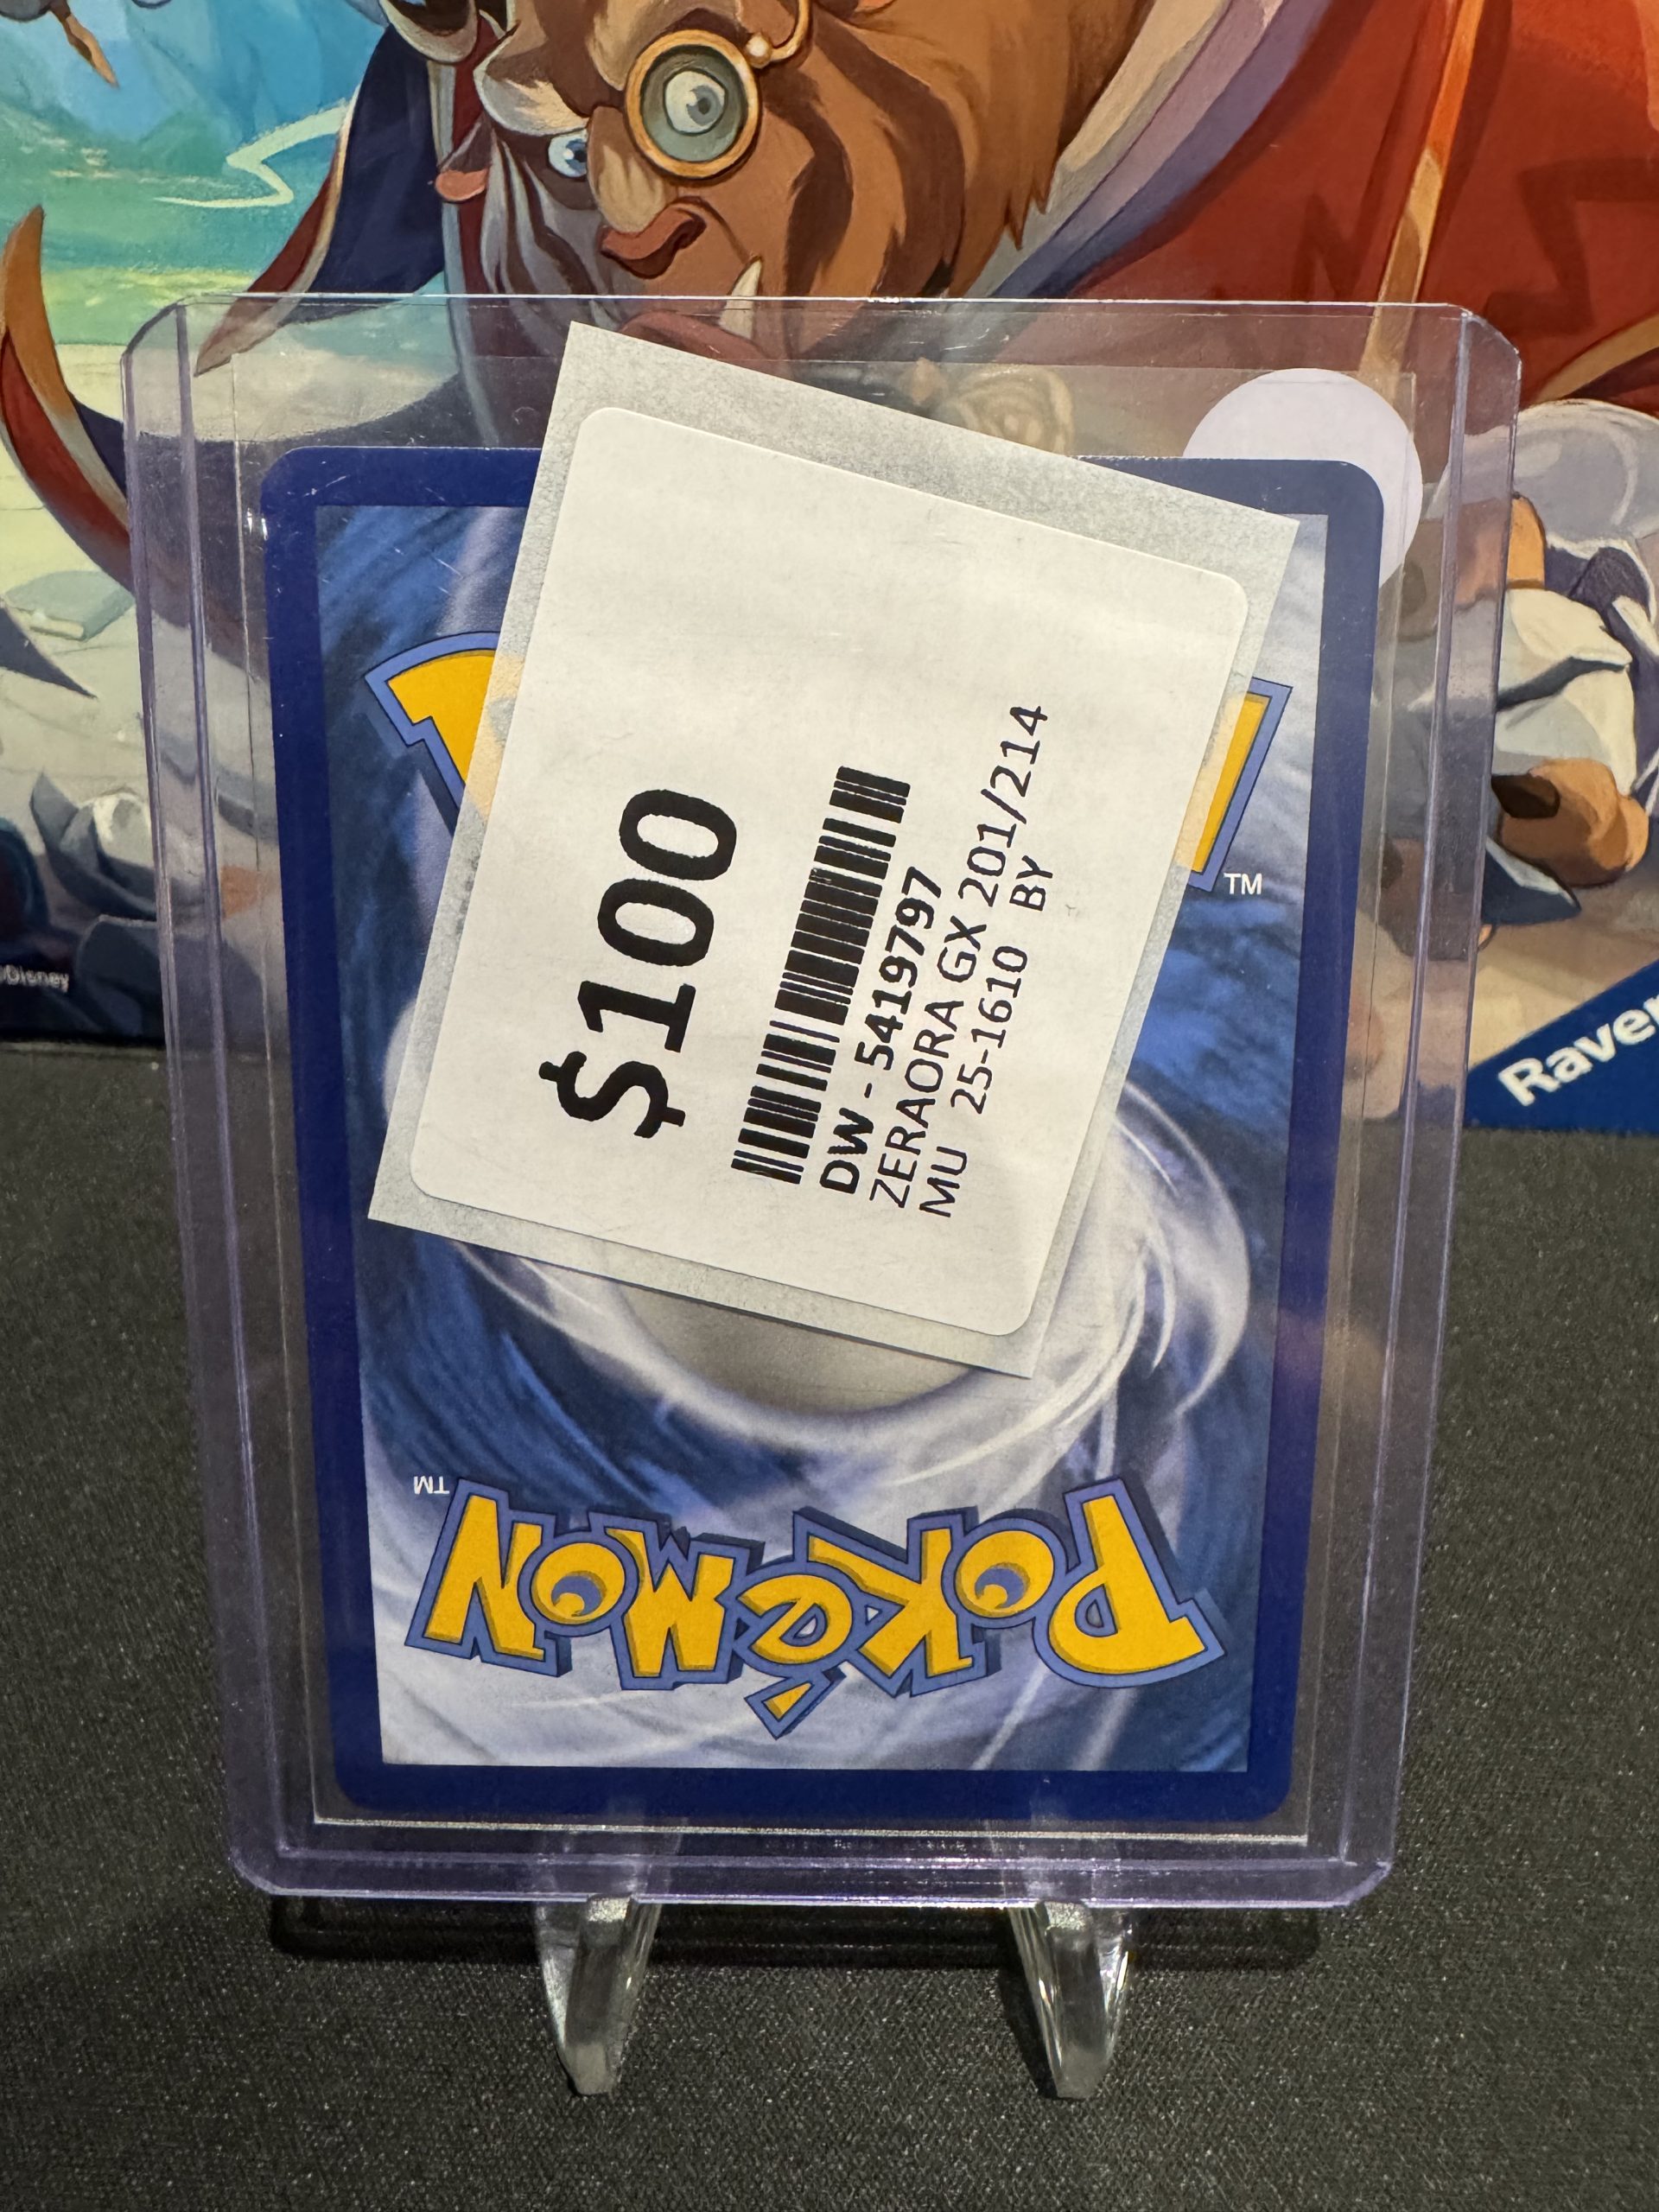 ©Disney
Raven
$100
DW - 5419797
ZERAORA GX 201/214
MU 25-1610 BY
TM
TM
POKéMON